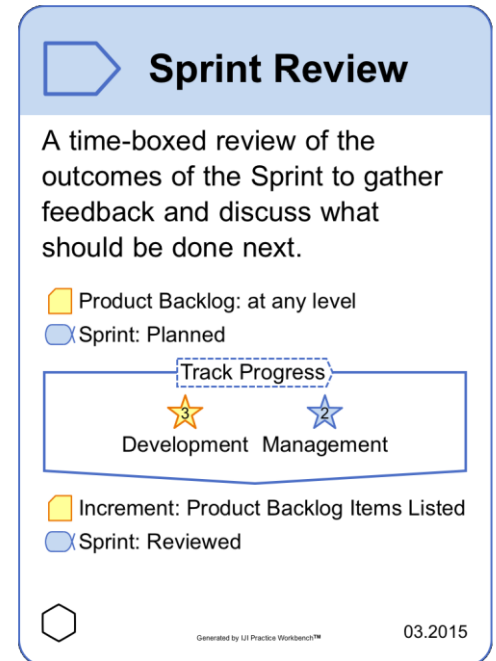 Sprint Review
A time-boxed review of the
outcomes of the Sprint to gather
feedback and discuss what
should be done next.
Product Backlog: at any level
Sprint: Planned
Track Progress
3 2
Development Management
Increment: Product Backlog Items Listed
Sprint: Reviewed
Generated by IJI Practice Workbench™
03.2015